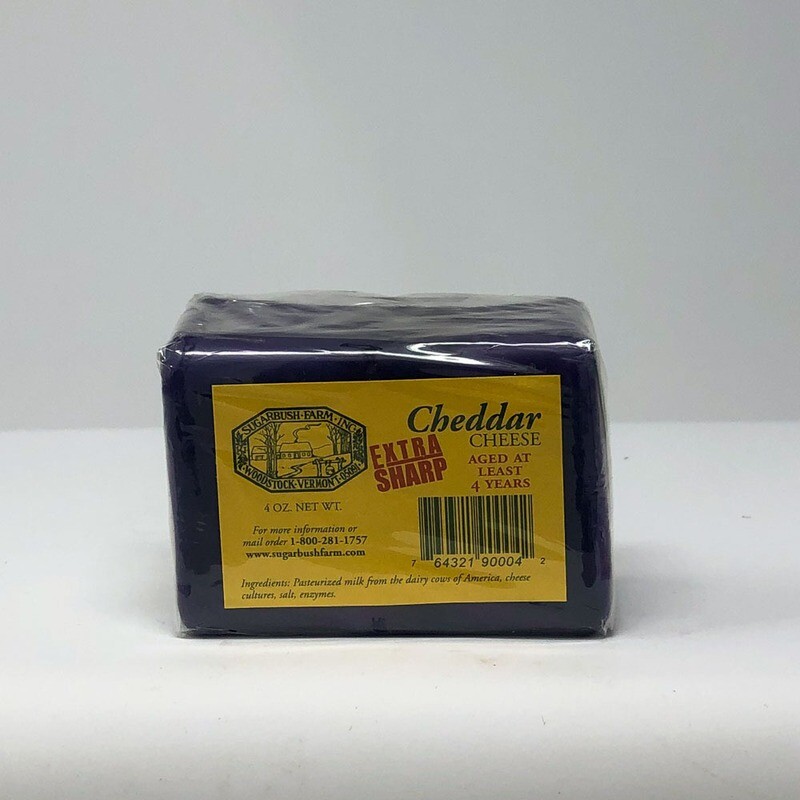 SUGARBUSH·FARM·INC
WOODSTOCK·VERMONT·05091
Cheddar
CHEESE
EXTRA
SHARP
AGED AT
LEAST
4 YEARS
4 OZ. NET WT.
For more information or
mail order 1-800-281-1757
www.sugarbushfarm.com
7 64321 90004 2
Ingredients: Pasteurized milk from the dairy cows of America, cheese
cultures, salt, enzymes.